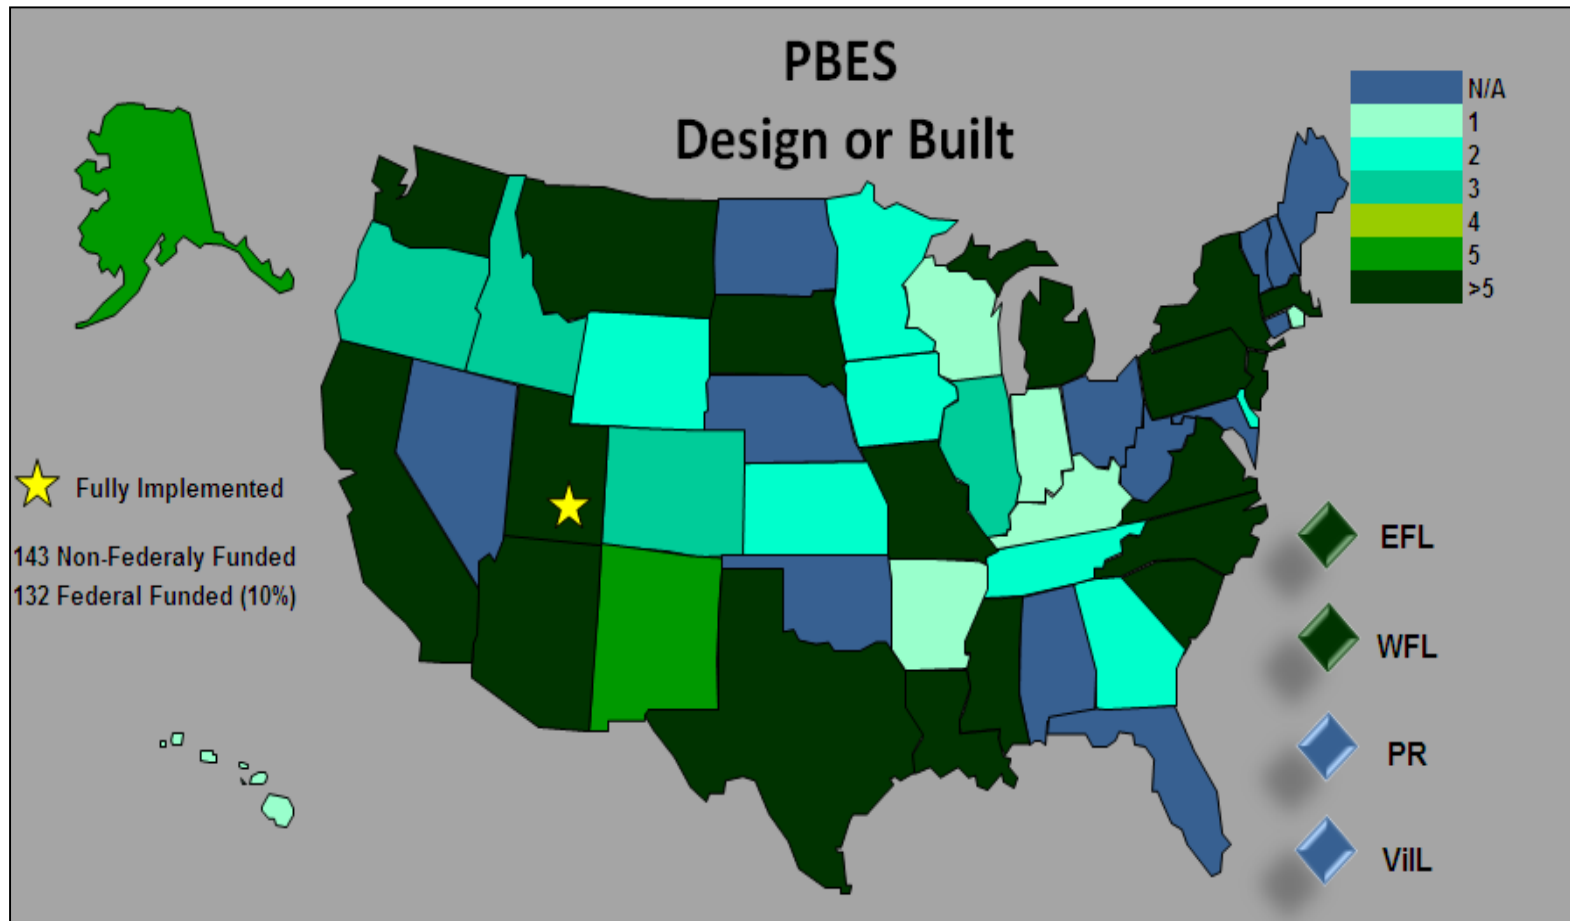 PBES
Design or Built
N/A
1
2
3
4
5
>5
Fully Implemented
143 Non-Federaly Funded
132 Federal Funded (10%)
EFL
WFL
PR
VilL